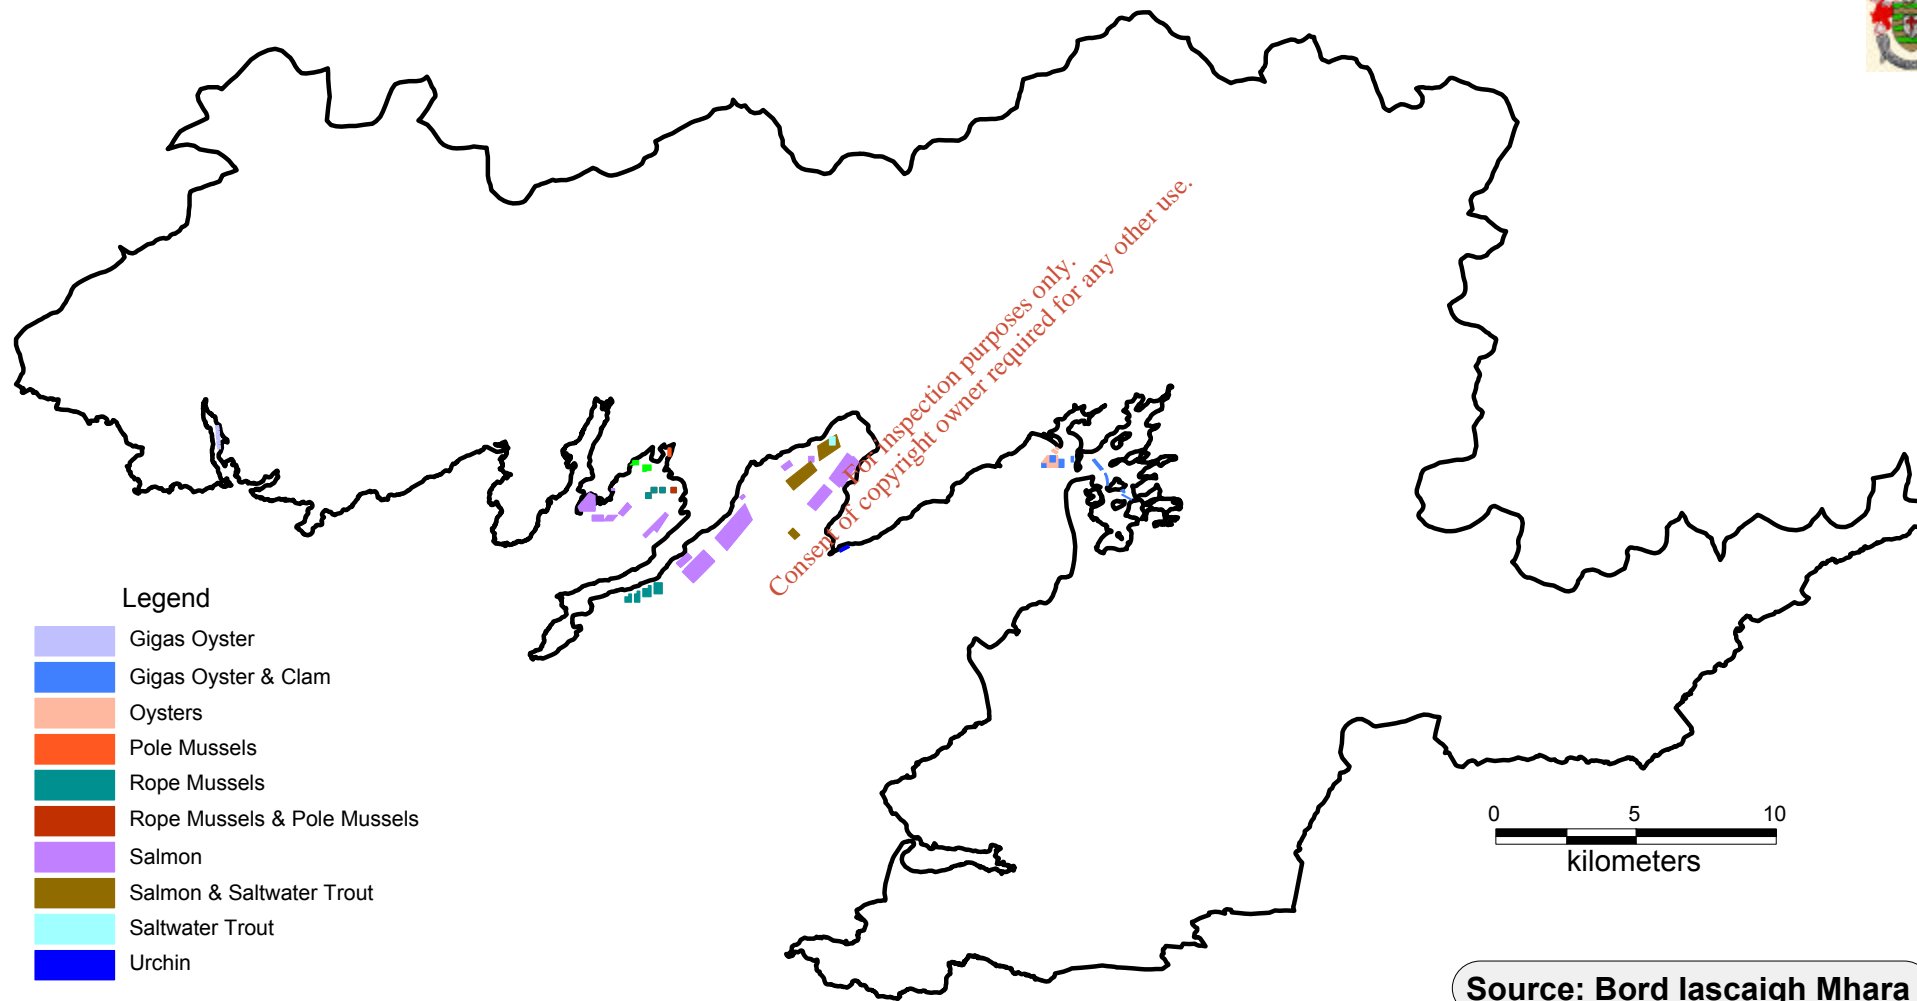 For inspection purposes only.
Consent of copyright owner required for any other use.
Legend
Gigas Oyster
Gigas Oyster & Clam
Oysters
Pole Mussels
Rope Mussels
Rope Mussels & Pole Mussels
Salmon
Salmon & Saltwater Trout
Saltwater Trout
Urchin
0 5 10
kilometers
Source: Bord Iascaigh Mhara